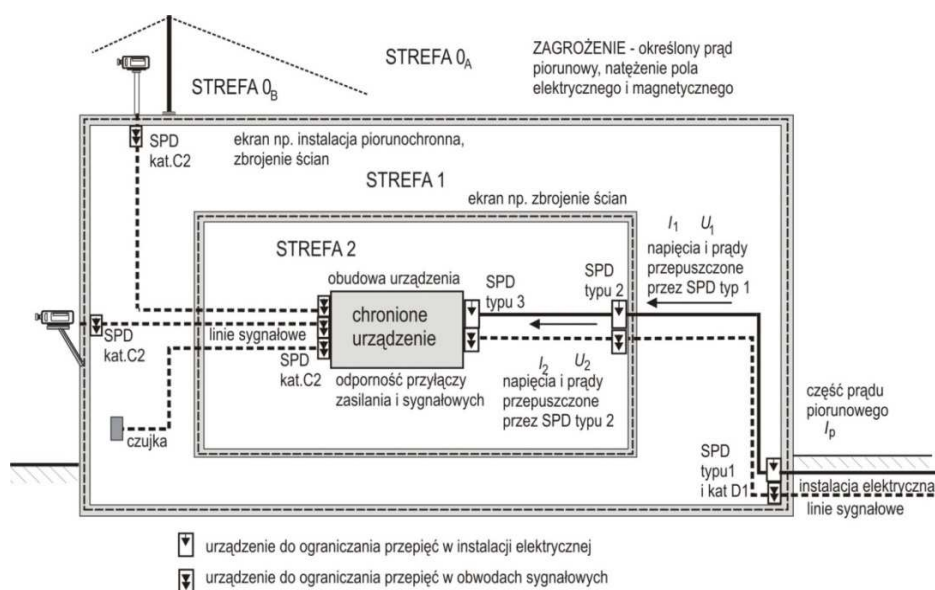 STREFA 0A
ZAGROŻENIE - określony prąd
piorunowy, natężenie pola
elektrycznego i magnetycznego
STREFA 0B
SPD
kat.C2
ekran np. instalacja piorunochronna,
zbrojenie ścian
STREFA 1
ekran np. zbrojenie ścian
STREFA 2
I1 U1
napięcia i prądy
przepuszczone
przez SPD typ 1
obudowa urządzenia
SPD
typu 3
SPD
typu 2
chronione
urządzenie
SPD
kat.C2
linie sygnałowe
SPD
kat.C2
odporność przyłączy
zasilania i sygnałowych
I2 U2
napięcia i prądy
przepuszczone
przez SPD typu 2
czujka
część prądu
piorunowego
Ip
SPD
typu1
i kat D1
instalacja elektryczna
linie sygnałowe
urządzenie do ograniczania przepięć w instalacji elektrycznej
urządzenie do ograniczania przepięć w obwodach sygnałowych